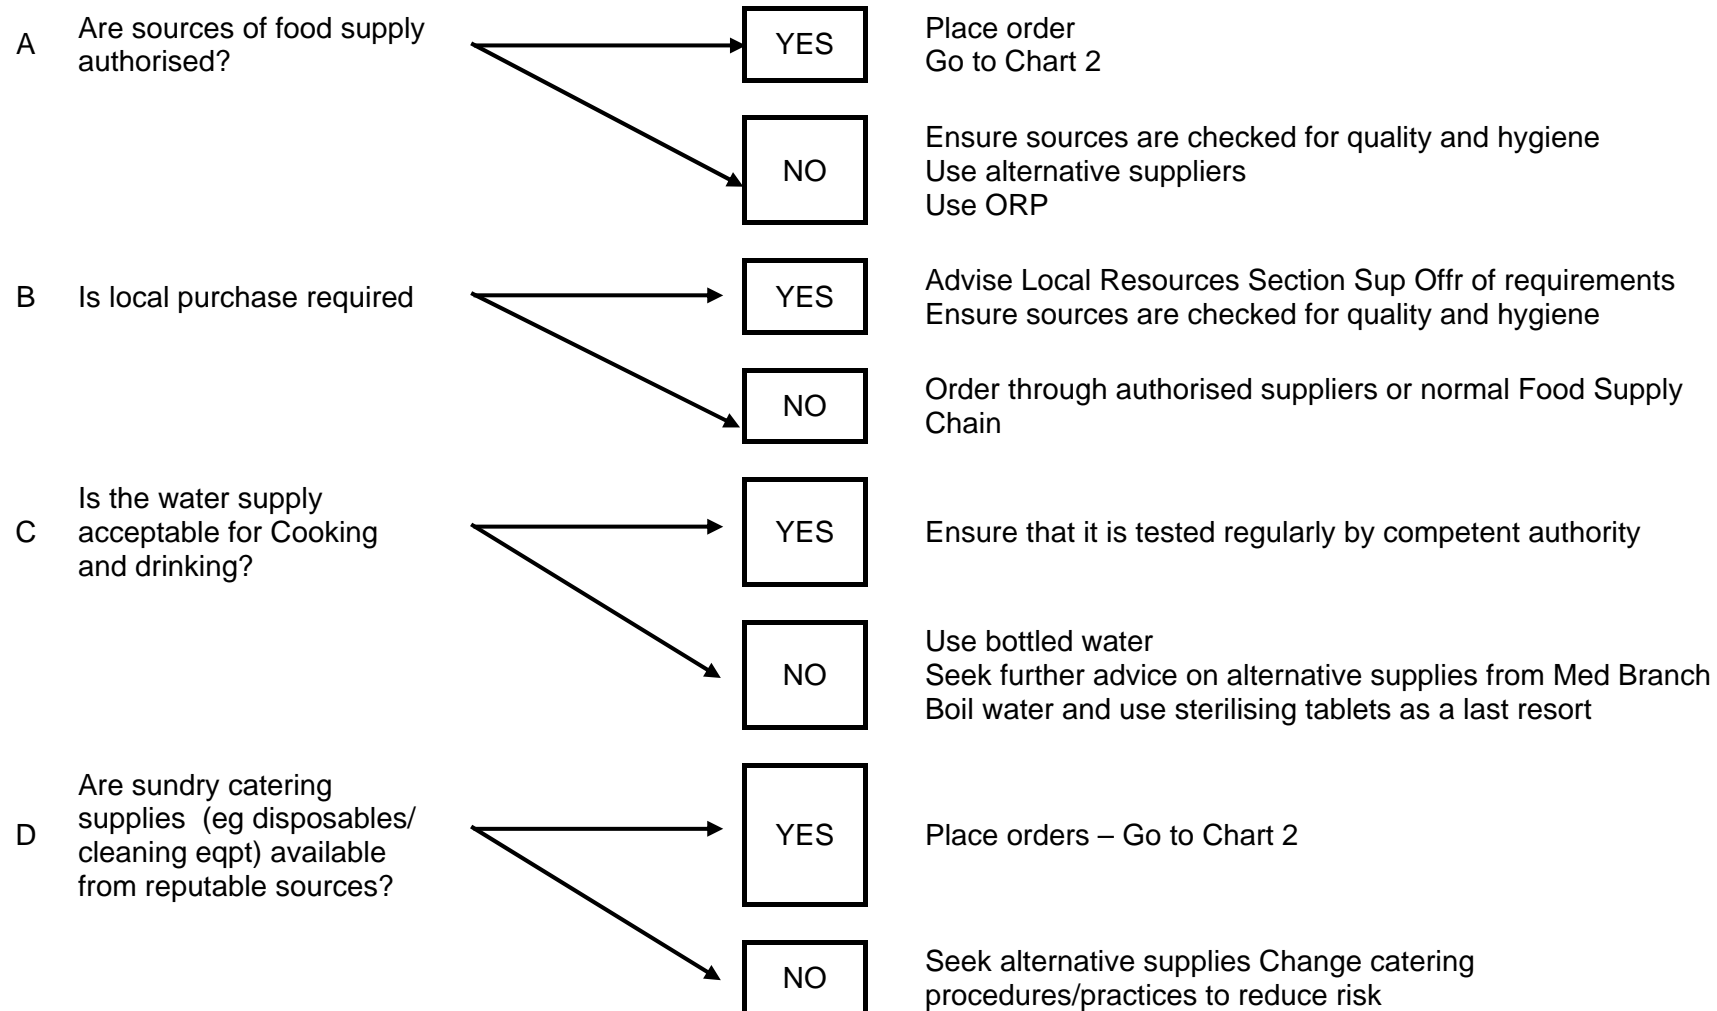 A
Are sources of food supply
authorised?
YES
Place order
Go to Chart 2
NO
Ensure sources are checked for quality and hygiene
Use alternative suppliers
Use ORP
B
Is local purchase required
YES
Advise Local Resources Section Sup Offr of requirements
Ensure sources are checked for quality and hygiene
NO
Order through authorised suppliers or normal Food Supply
Chain
C
Is the water supply
acceptable for Cooking
and drinking?
YES
Ensure that it is tested regularly by competent authority
NO
Use bottled water
Seek further advice on alternative supplies from Med Branch
Boil water and use sterilising tablets as a last resort
D
Are sundry catering
supplies (eg disposables/
cleaning eqpt) available
from reputable sources?
YES
Place orders – Go to Chart 2
NO
Seek alternative supplies Change catering
procedures/practices to reduce risk